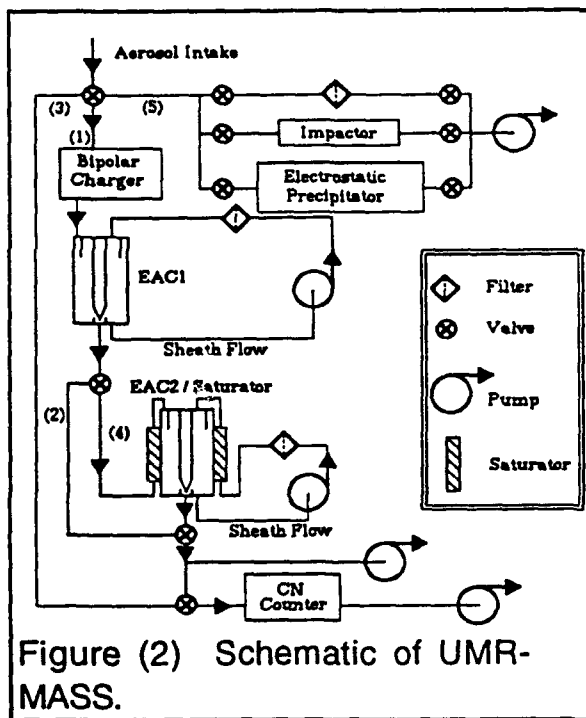 Aerosol Intake
(3)
(5)
(1)
Impactor
Bipolar
Charger
Electrostatic
Precipitator
EAC1
Filter
Valve
Sheath Flow
EAC2 / Saturator
(2)
(4)
Pump
Saturator
Sheath Flow
CN
Counter
Figure (2) Schematic of UMR-
MASS.